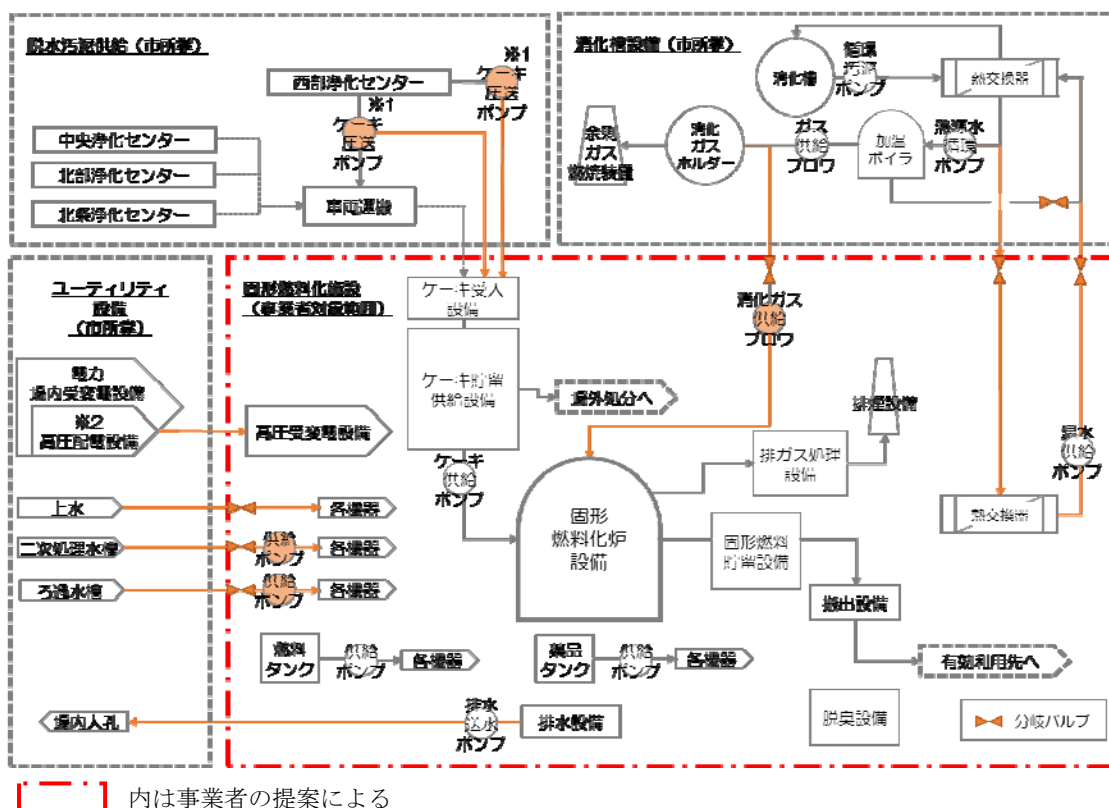 脱水汚泥供給（市所掌）
西部浄化センター
※1
ケーキ
圧送
ポンプ
※1
ケーキ
圧送
ポンプ
中央浄化センター
北部浄化センター
北条浄化センター
車両運搬
消化槽設備（市所掌）
消化槽
循環
汚泥
ポンプ
熱交換器
余剰
ガス
燃焼装置
消化
ガス
ホルダー
ガス
供給
ブロワ
加温
ボイラ
熱源水
循環
ポンプ
ユーティリティ
設備
（市所掌）
電力
場内受変電設備
※2
高圧配電設備
上水
二次処理水槽
ろ過水槽
場内人孔
固形燃料化施設
（事業者対象範囲）
ケーキ受入
設備
ケーキ貯留
供給設備
場外処分へ
高圧受変電設備
ケーキ
供給
ポンプ
消化ガス
供給
ブロワ
排煙設備
排ガス処理
設備
温水
供給
ポンプ
熱交換器
各機器
供給
ポンプ
各機器
供給
ポンプ
各機器
固形
燃料化炉
設備
固形燃料
貯留設備
搬出設備
有効利用先へ
燃料
タンク
供給
ポンプ
各機器
薬品
タンク
供給
ポンプ
各機器
排水
送水
ポンプ
排水設備
脱臭設備
分岐バルブ
内は事業者の提案による